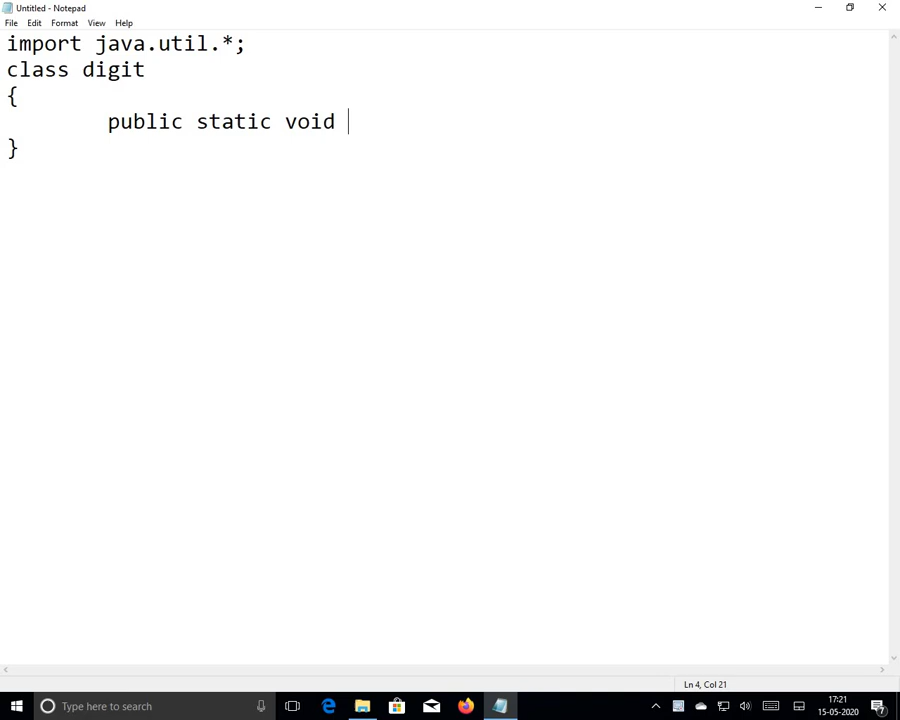 Untitled - Notepad
File Edit Format View Help
import java.util.*;
class digit
{
public static void
}
Ln 4, Col 21
Type here to search
17:21
15-05-2020
7